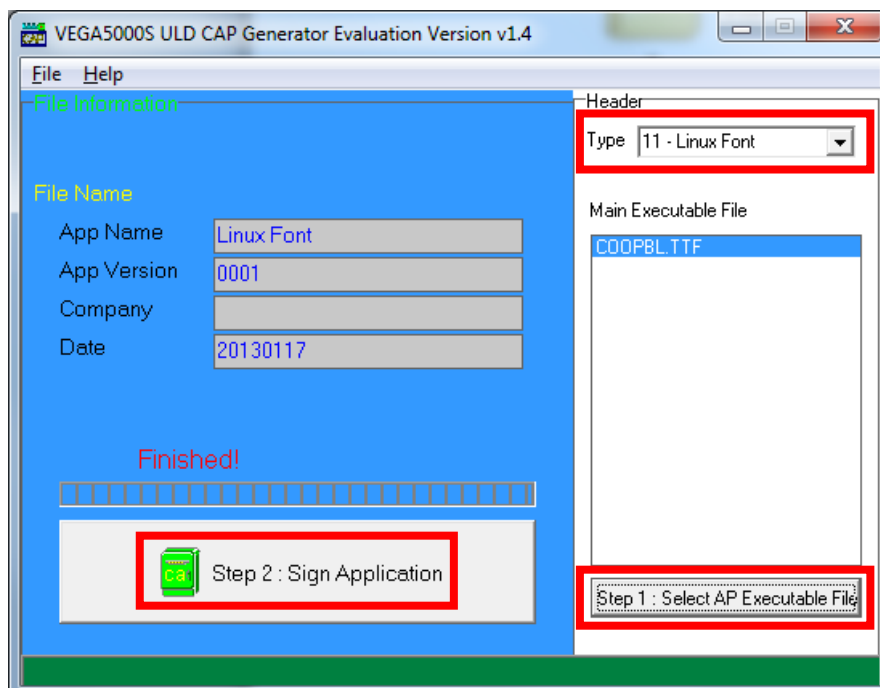 VEGA5000S ULD CAP Generator Evaluation Version v1.4
File Help
File Information
File Name
App Name Linux Font
App Version 0001
Company
Date 20130117
Finished!
ca1 Step 2 : Sign Application
Header
Type 11 - Linux Font
Main Executable File
COOPBL.TTF
Step 1 : Select AP Executable File